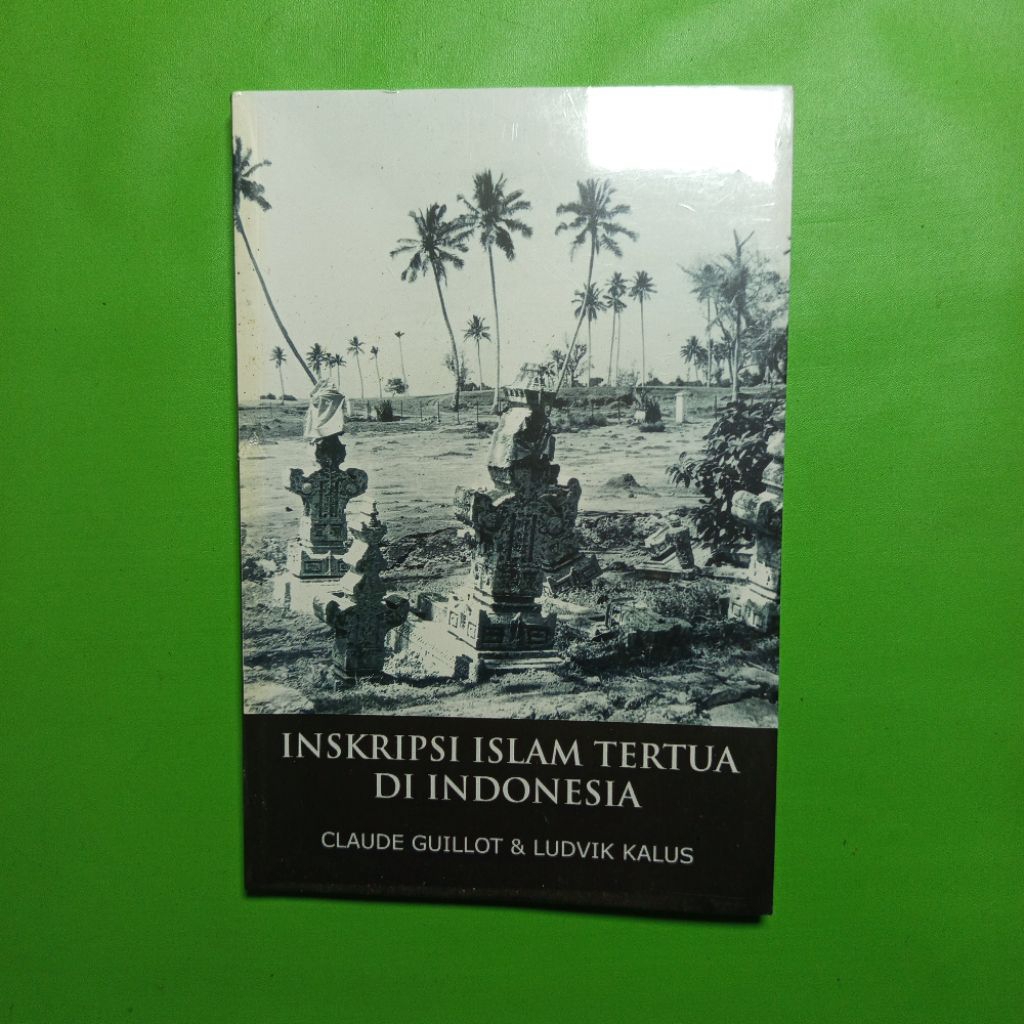 INSKRIPSI ISLAM TERTUA
DI INDONESIA
CLAUDE GUILLOT & LUDVIK KALUS